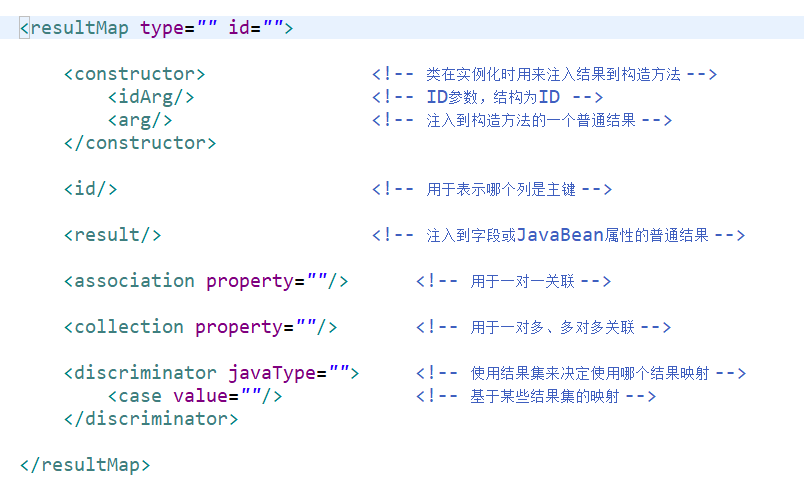 <resultMap type="" id="">
<constructor> <!-- 类在实例化时用来注入结果到构造方法 -->
<idArg/> <!-- ID参数，结构为ID -->
<arg/> <!-- 注入到构造方法的一个普通结果 -->
</constructor>
<id/> <!-- 用于表示哪个列是主键 -->
<result/> <!-- 注入到字段或JavaBean属性的普通结果 -->
<association property=""/> <!-- 用于一对一关联 -->
<collection property=""/> <!-- 用于一对多、多对多关联 -->
<discriminator javaType=""> <!-- 使用结果集来决定使用哪个结果映射 -->
<case value=""/> <!-- 基于某些结果集的映射 -->
</discriminator>
</resultMap>